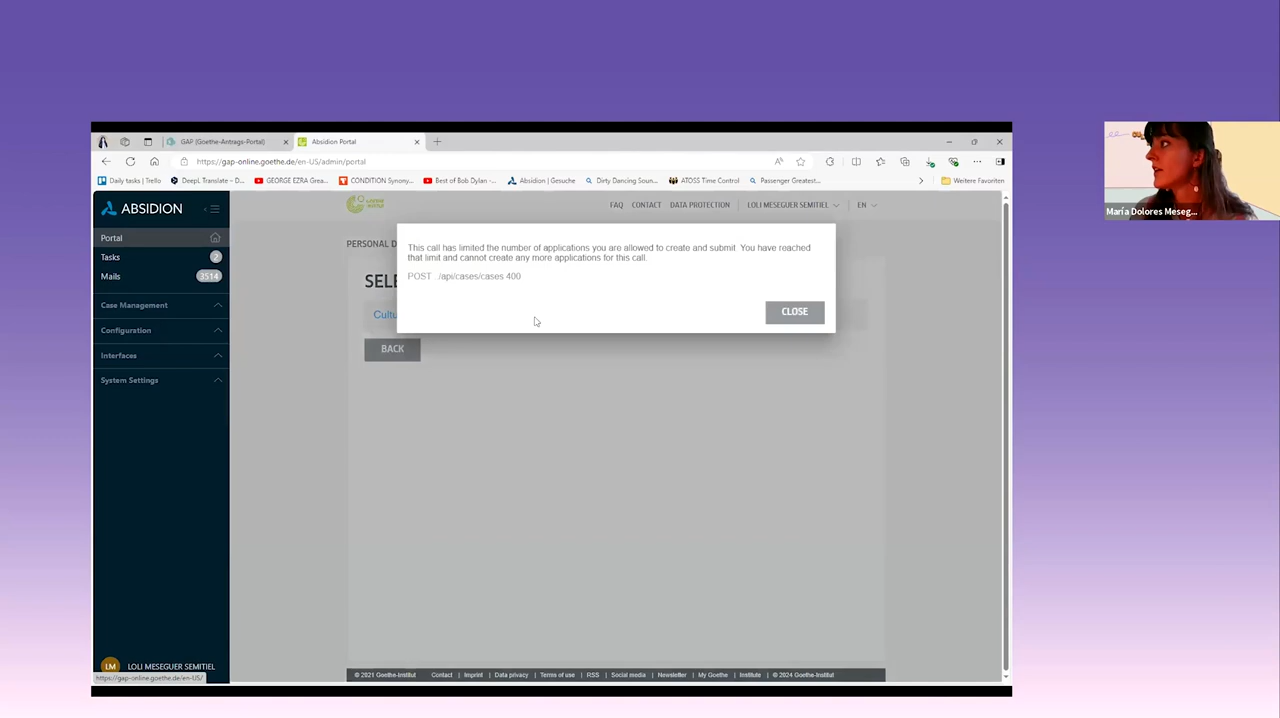 GAP (Goethe-Antrags-Portal)
Absidion Portal
https://gap-online.goethe.de/en-US/admin/portal
Daily tasks | Trello
DeepL Translate – D...
GEORGE EZRA Grea...
CONDITION Synony...
Best of Bob Dylan -...
Absidion | Gesuche
Dirty Dancing Soun...
ATOSS Time Control
Passenger Greatest...
Weitere Favoriten
ABSIDION
Portal
Tasks
2
Mails
3514
Case Management
Configuration
Interfaces
System Settings
FAQ
CONTACT
DATA PROTECTION
LOLI MESEGUER SEMITIEL
EN
PERSONAL D
SELE
Cultu
This call has limited the number of applications you are allowed to create and submit. You have reached
that limit and cannot create any more applications for this call.
POST /api/cases/cases 400
CLOSE
BACK
LM
LOLI MESEGUER SEMITIEL
https://gap-online.goethe.de/en-US/
© 2021 Goethe-Institut
Contact
Imprint
Data privacy
Terms of use
RSS
Social media
Newsletter
My Goethe
Institute
© 2024 Goethe-Institut
María Dolores Meseg...